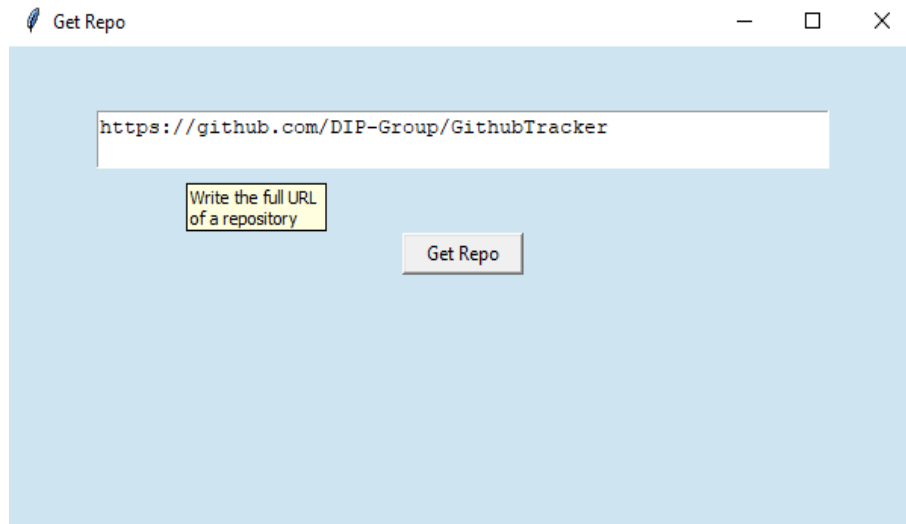 Get Repo
https://github.com/DIP-Group/GithubTracker
Write the full URL
of a repository
Get Repo